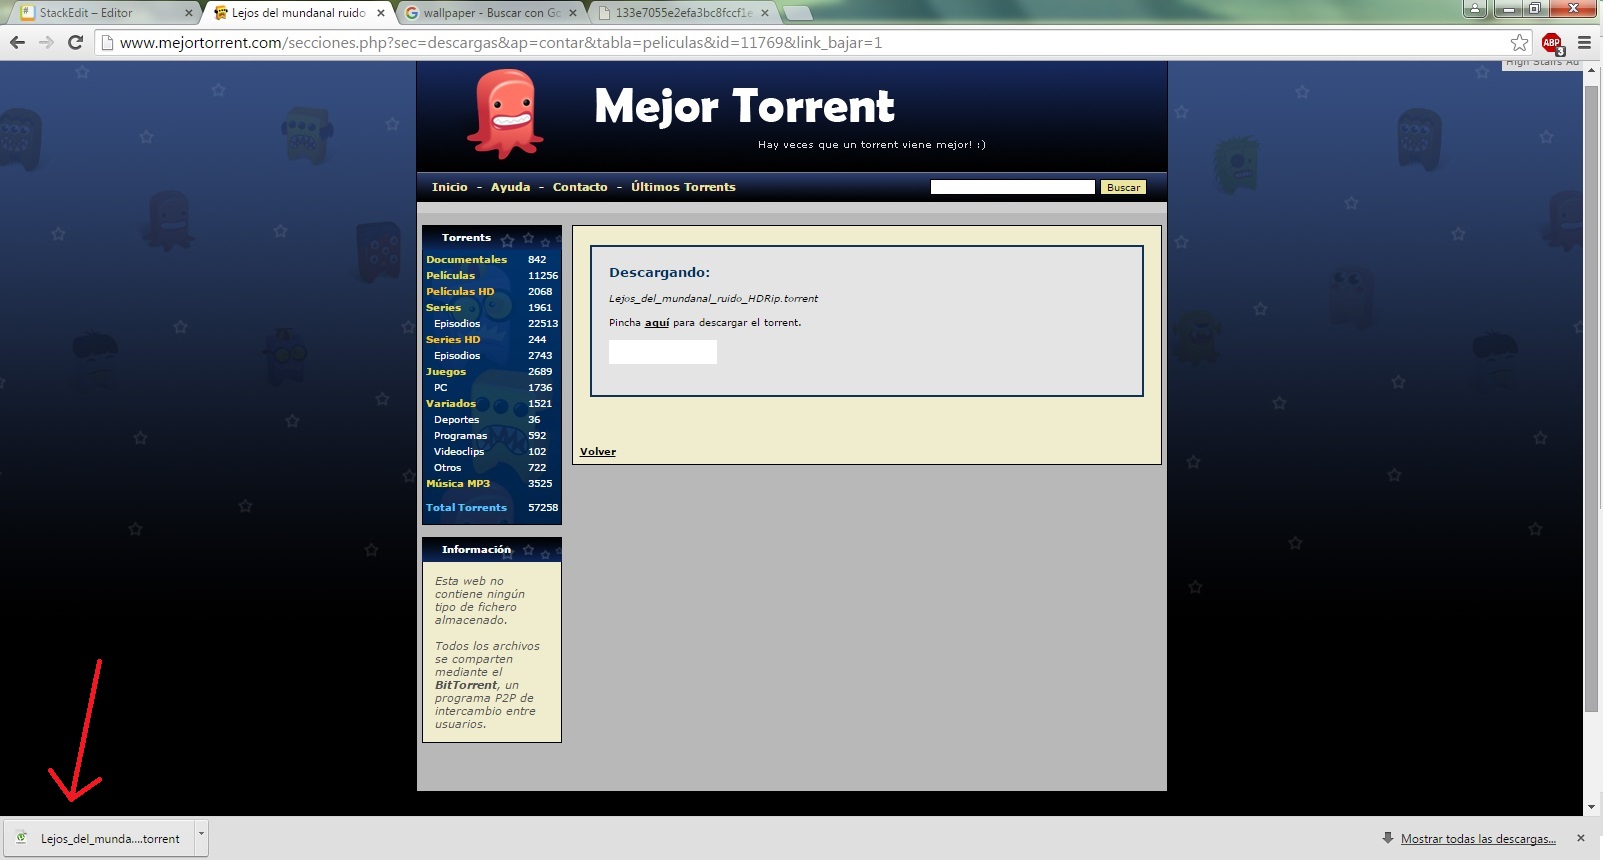 StackEdit – Editor
Lejos del mundanal ruido
wallpaper - Buscar con Go
133e7055e2efa3bc8fccf1e
www.mejortorrent.com/secciones.php?sec=descargas&ap=contar&tabla=peliculas&id=11769&link_bajar=1
ABP
3
High Stairs Ad
Mejor Torrent
Hay veces que un torrent viene mejor! :)
Inicio - Ayuda - Contacto - Últimos Torrents
Buscar
Torrents
Documentales 842
Películas 11256
Películas HD 2068
Series 1961
Episodios 22513
Series HD 244
Episodios 2743
Juegos 2689
PC 1736
Variados 1521
Deportes 36
Programas 592
Videoclips 102
Otros 722
Música MP3 3525
Total Torrents 57258
Descargando:
Lejos_del_mundanal_ruido_HDRip.torrent
Pincha aquí para descargar el torrent.
Volver
Información
Esta web no
contiene ningún
tipo de fichero
almacenado.
Todos los archivos
se comparten
mediante el
BitTorrent, un
programa P2P de
intercambio entre
usuarios.
Lejos_del_munda....torrent
Mostrar todas las descargas...